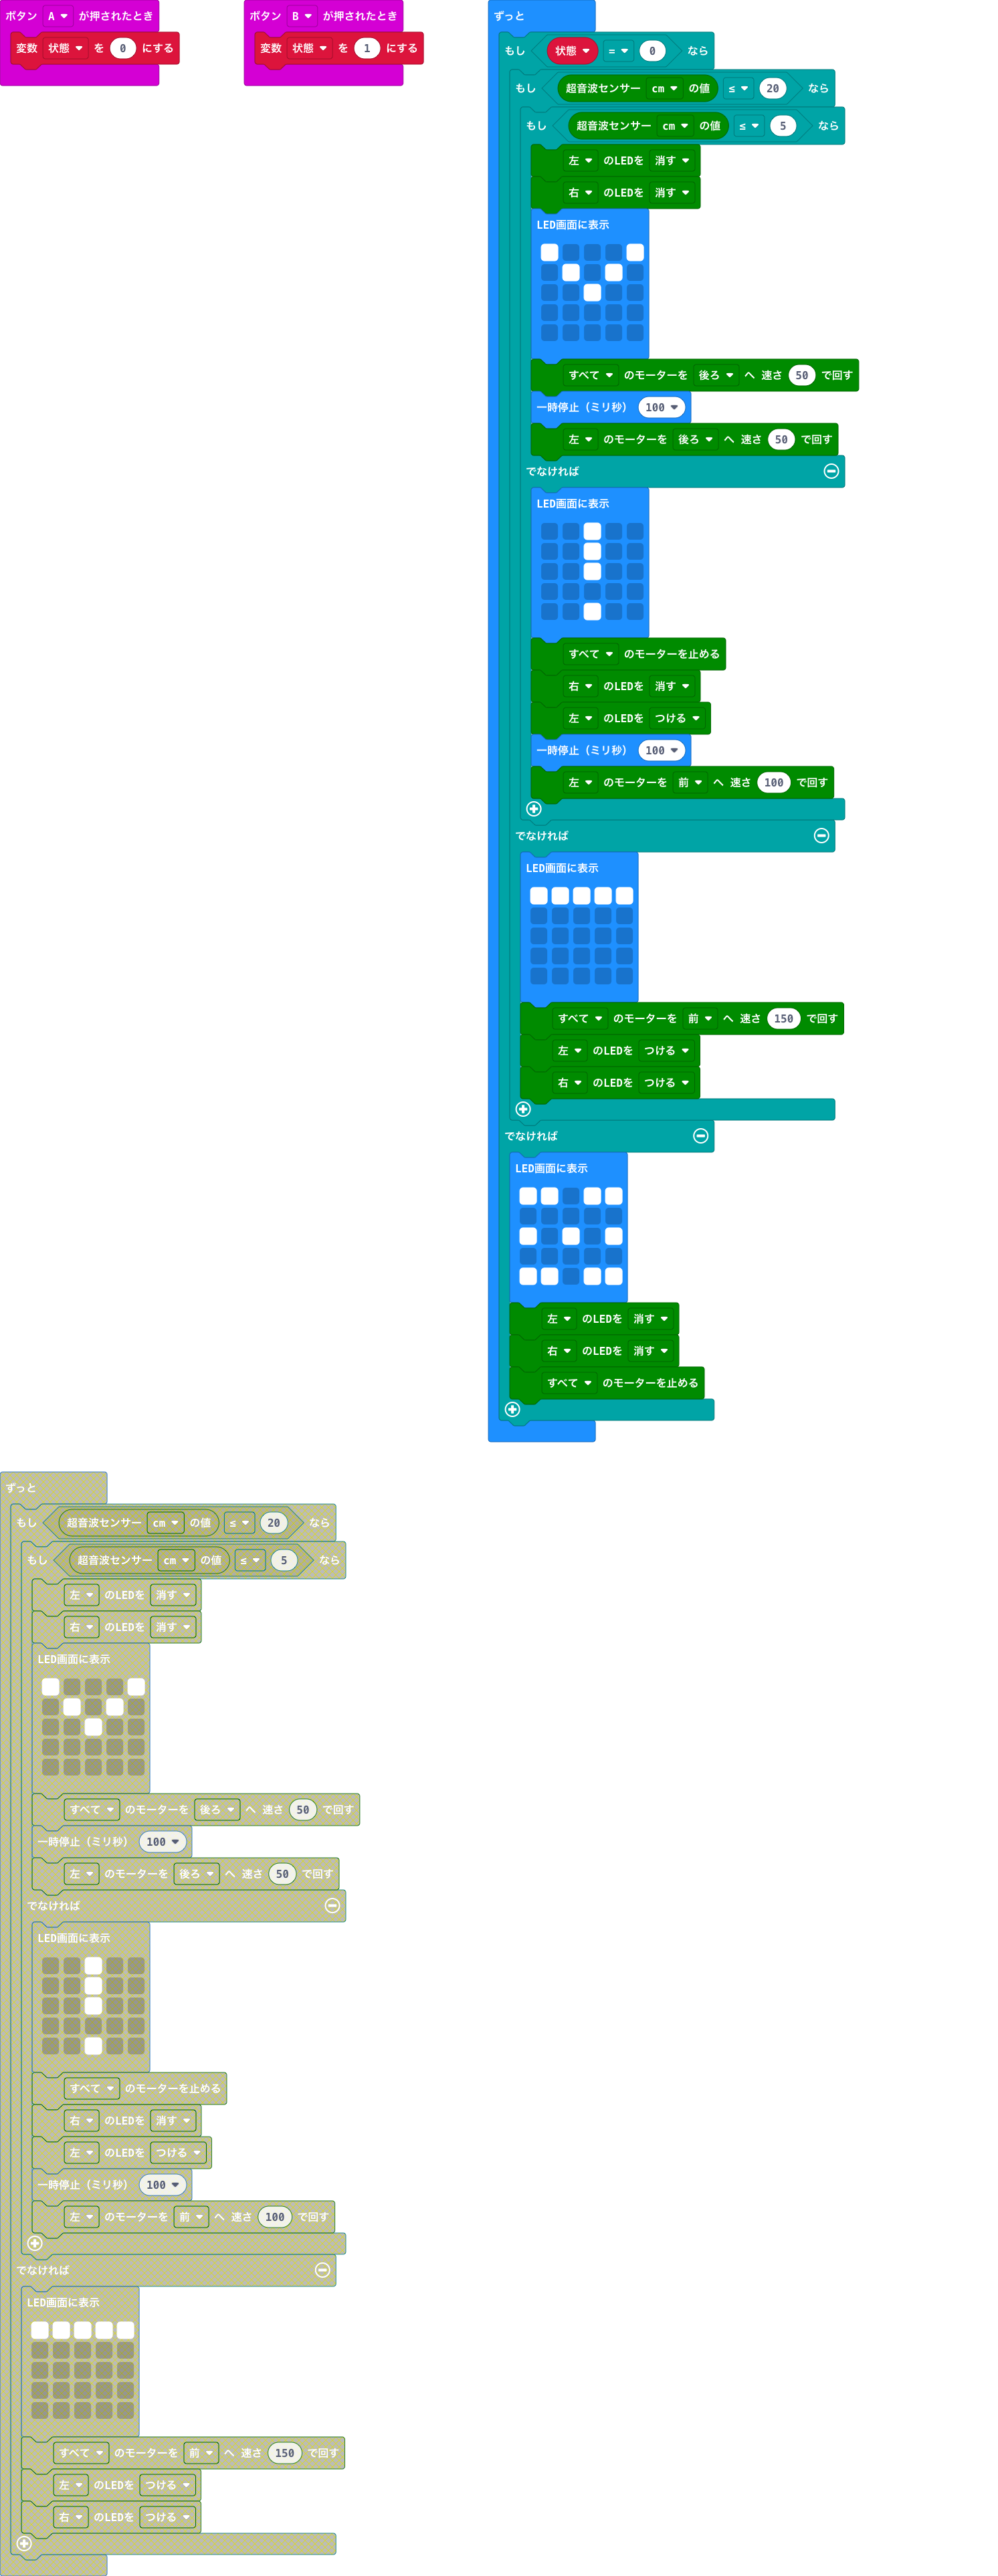 ボタン A が押されたとき
変数 状態 を 0 にする
ボタン B が押されたとき
変数 状態 を 1 にする
ずっと
もし 状態 = 0 なら
もし 超音波センサー cm の値 ≤ 20 なら
もし 超音波センサー cm の値 ≤ 5 なら
左 のLEDを 消す
右 のLEDを 消す
LED画面に表示
すべて のモーターを 後ろ へ 速さ 50 で回す
一時停止（ミリ秒） 100
左 のモーターを 後ろ へ 速さ 50 で回す
でなければ
LED画面に表示
すべて のモーターを止める
右 のLEDを 消す
左 のLEDを つける
一時停止（ミリ秒） 100
左 のモーターを 前 へ 速さ 100 で回す
でなければ
LED画面に表示
すべて のモーターを 前 へ 速さ 150 で回す
左 のLEDを つける
右 のLEDを つける
でなければ
LED画面に表示
左 のLEDを 消す
右 のLEDを 消す
すべて のモーターを止める
ずっと
もし 超音波センサー cm の値 ≤ 20 なら
もし 超音波センサー cm の値 ≤ 5 なら
左 のLEDを 消す
右 のLEDを 消す
LED画面に表示
すべて のモーターを 後ろ へ 速さ 50 で回す
一時停止（ミリ秒） 100
左 のモーターを 後ろ へ 速さ 50 で回す
でなければ
LED画面に表示
すべて のモーターを止める
右 のLEDを 消す
左 のLEDを つける
一時停止（ミリ秒） 100
左 のモーターを 前 へ 速さ 100 で回す
でなければ
LED画面に表示
すべて のモーターを 前 へ 速さ 150 で回す
左 のLEDを つける
右 のLEDを つける